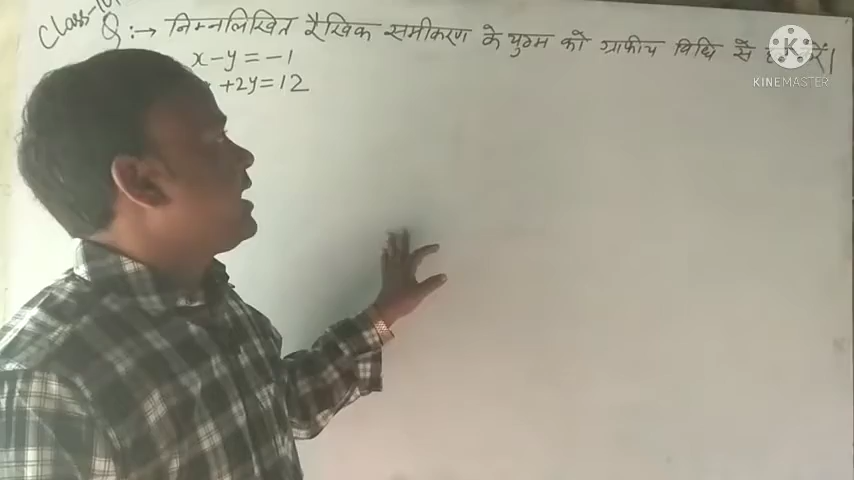 Class-10
Q:-→ निम्नलिखित रैखिक समीकरण के युग्म को ग्राफीय विधि से
x-y=-1
+2y=12
K
KINEMASTER